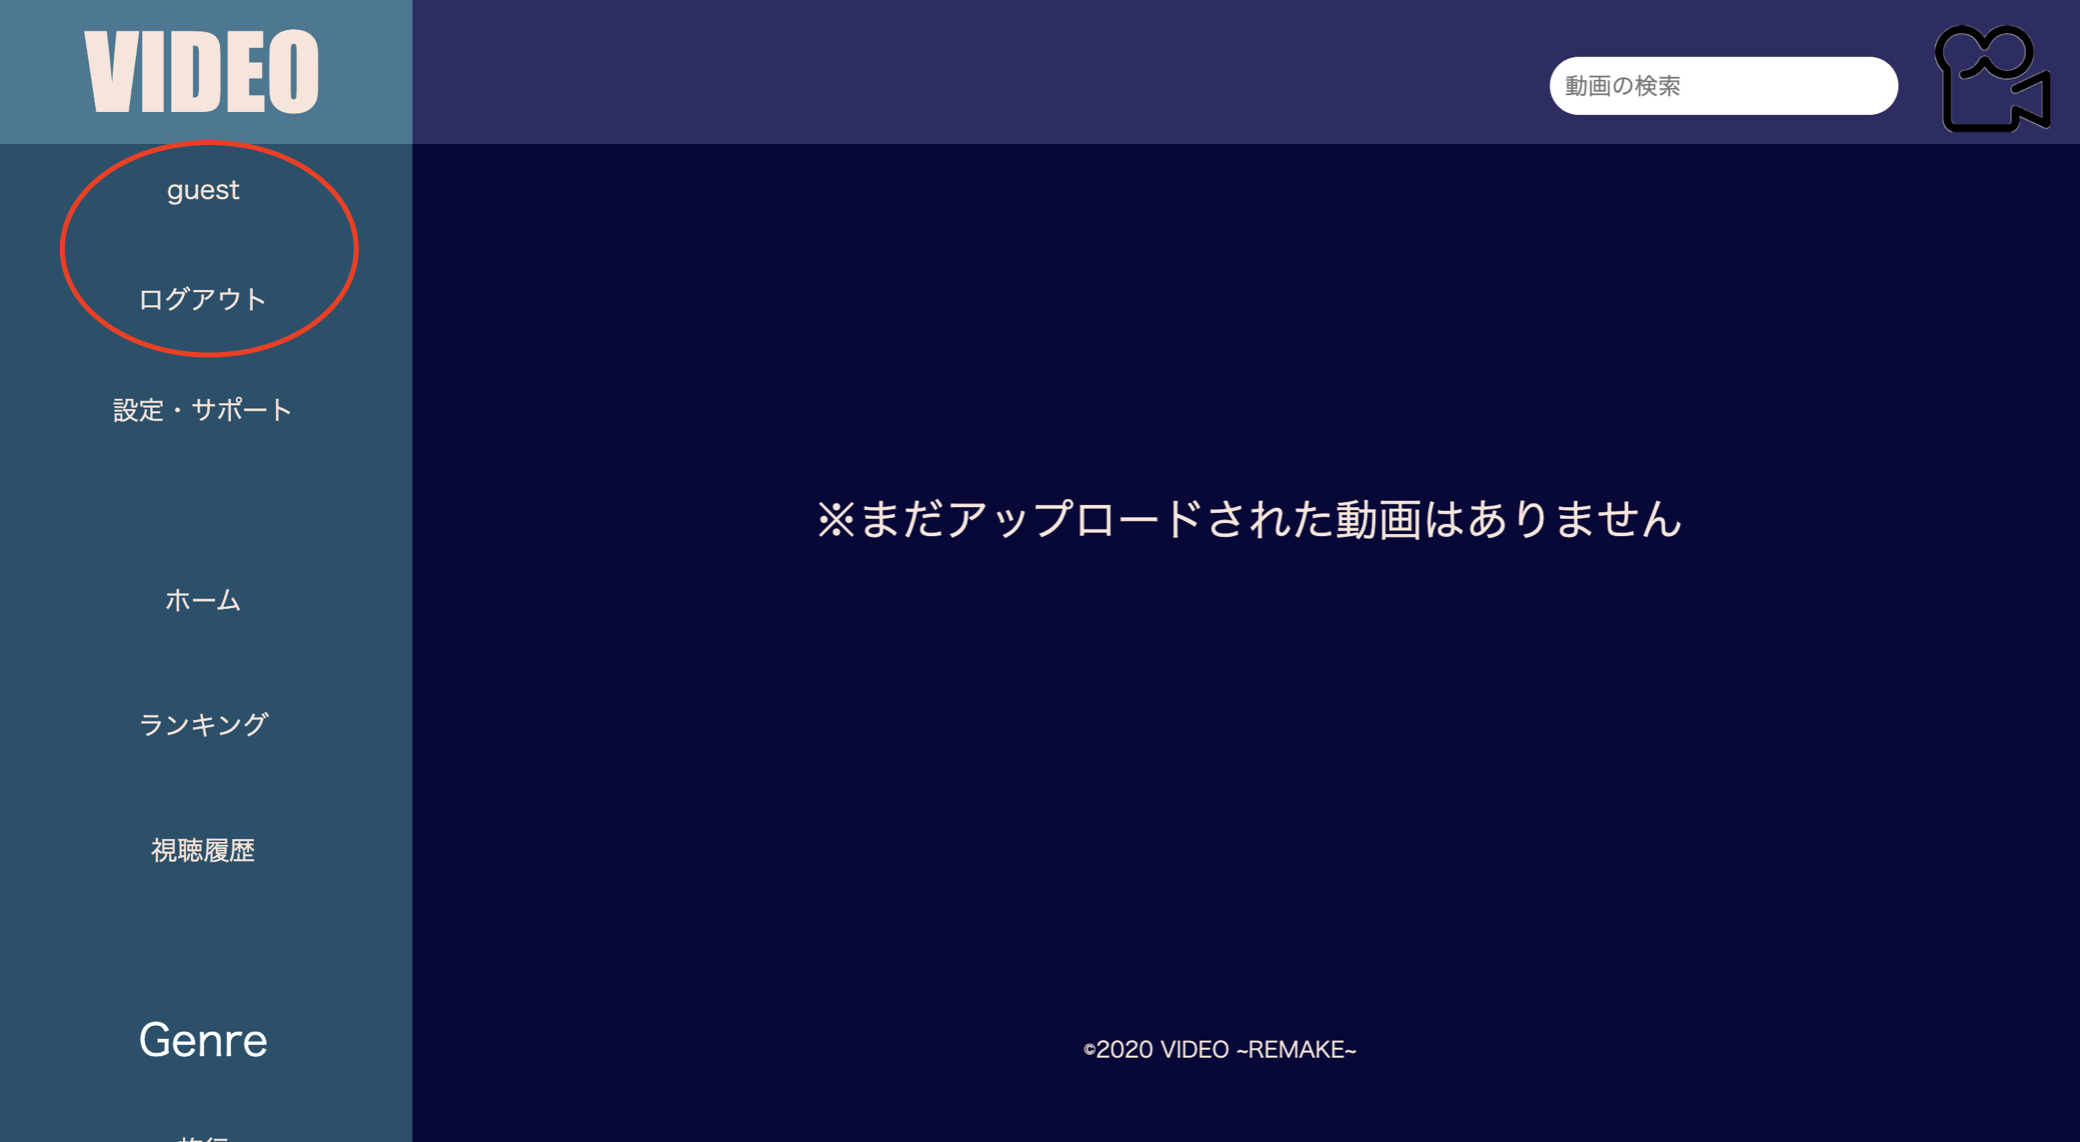 VIDEO
動画の検索
guest
ログアウト
設定・サポート
ホーム
ランキング
視聴履歴
Genre
※まだアップロードされた動画はありません
©2020 VIDEO ~REMAKE~